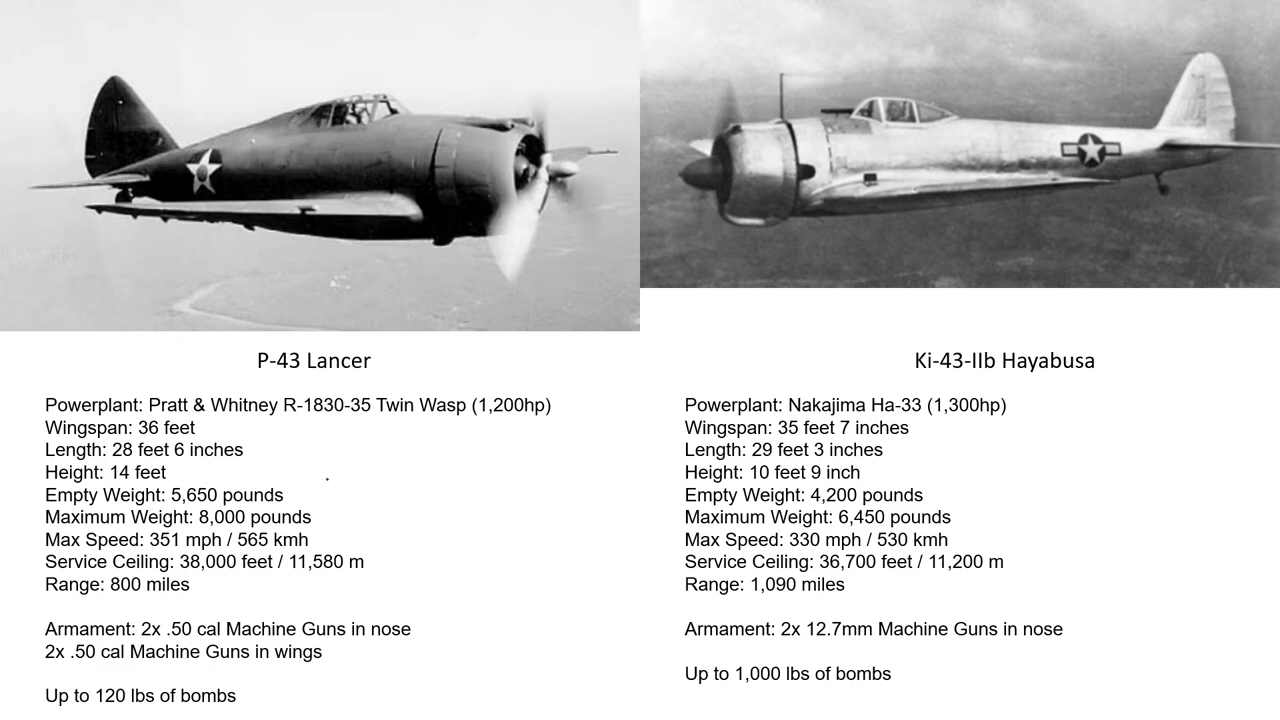 P-43 Lancer
Powerplant: Pratt & Whitney R-1830-35 Twin Wasp (1,200hp)
Wingspan: 36 feet
Length: 28 feet 6 inches
Height: 14 feet
Empty Weight: 5,650 pounds
Maximum Weight: 8,000 pounds
Max Speed: 351 mph / 565 kmh
Service Ceiling: 38,000 feet / 11,580 m
Range: 800 miles
Armament: 2x .50 cal Machine Guns in nose
2x .50 cal Machine Guns in wings
Up to 120 lbs of bombs
Ki-43-IIb Hayabusa
Powerplant: Nakajima Ha-33 (1,300hp)
Wingspan: 35 feet 7 inches
Length: 29 feet 3 inches
Height: 10 feet 9 inch
Empty Weight: 4,200 pounds
Maximum Weight: 6,450 pounds
Max Speed: 330 mph / 530 kmh
Service Ceiling: 36,700 feet / 11,200 m
Range: 1,090 miles
Armament: 2x 12.7mm Machine Guns in nose
Up to 1,000 lbs of bombs